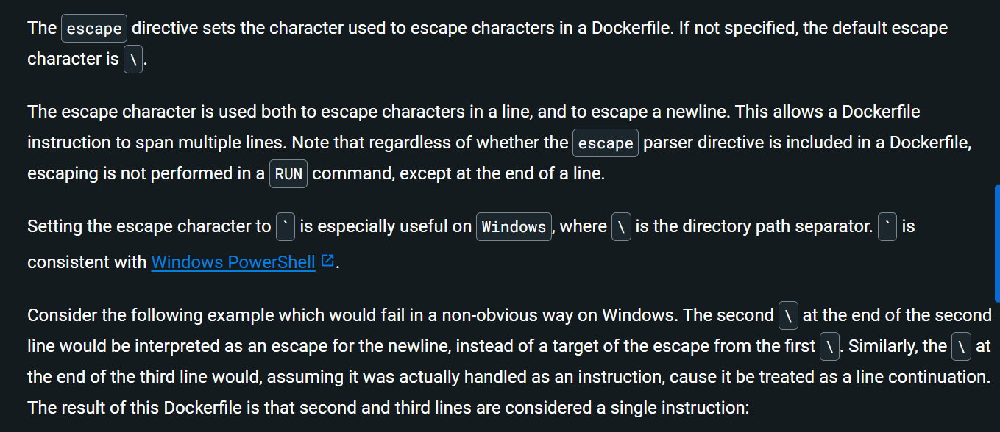 The escape directive sets the character used to escape characters in a Dockerfile. If not specified, the default escape
character is \.
The escape character is used both to escape characters in a line, and to escape a newline. This allows a Dockerfile
instruction to span multiple lines. Note that regardless of whether the escape parser directive is included in a Dockerfile,
escaping is not performed in a RUN command, except at the end of a line.
Setting the escape character to ` is especially useful on Windows, where \ is the directory path separator. ` is
consistent with Windows PowerShell.
Consider the following example which would fail in a non-obvious way on Windows. The second \ at the end of the second
line would be interpreted as an escape for the newline, instead of a target of the escape from the first \. Similarly, the \ at
the end of the third line would, assuming it was actually handled as an instruction, cause it be treated as a line continuation.
The result of this Dockerfile is that second and third lines are considered a single instruction: